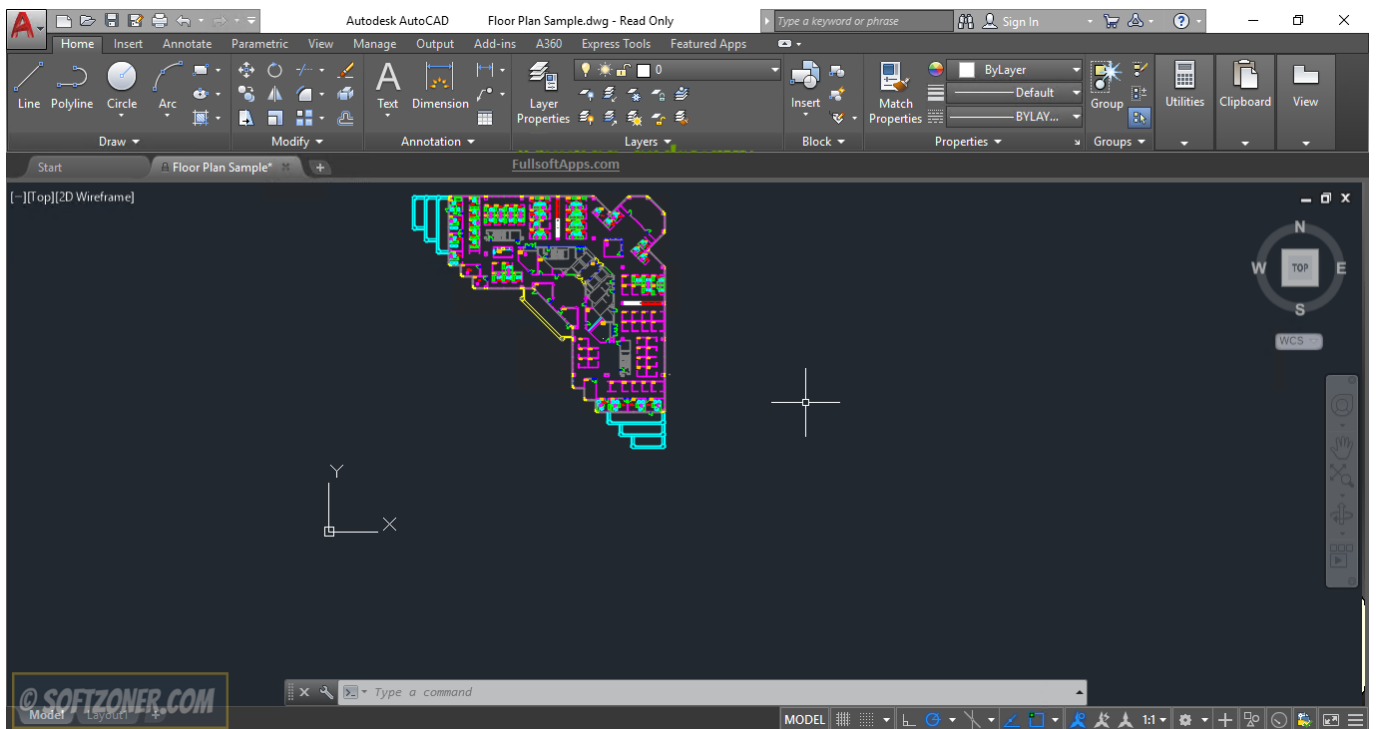 Autodesk AutoCAD Floor Plan Sample.dwg - Read Only Type a keyword or phrase Sign In
Home Insert Annotate Parametric View Manage Output Add-ins A360 Express Tools Featured Apps
0 ByLayer
Default
BYLAY...
Line Polyline Circle Arc Text Dimension Layer Properties Insert Match Properties Group Utilities Clipboard View
Draw Modify Annotation Layers Block Properties Groups
Start Floor Plan Sample* FullsoftApps.com
[−][Top][2D Wireframe]
N
W TOP E
S
WCS
Y
X
Type a command
© SOFTZONER.COM
Model Layout1 +
MODEL 1:1